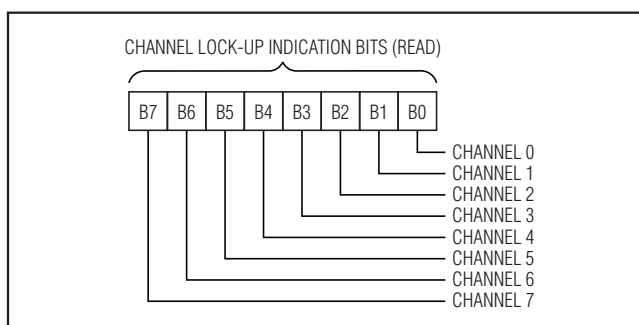 CHANNEL LOCK-UP INDICATION BITS (READ)
B7 B6 B5 B4 B3 B2 B1 B0
CHANNEL 0
CHANNEL 1
CHANNEL 2
CHANNEL 3
CHANNEL 4
CHANNEL 5
CHANNEL 6
CHANNEL 7